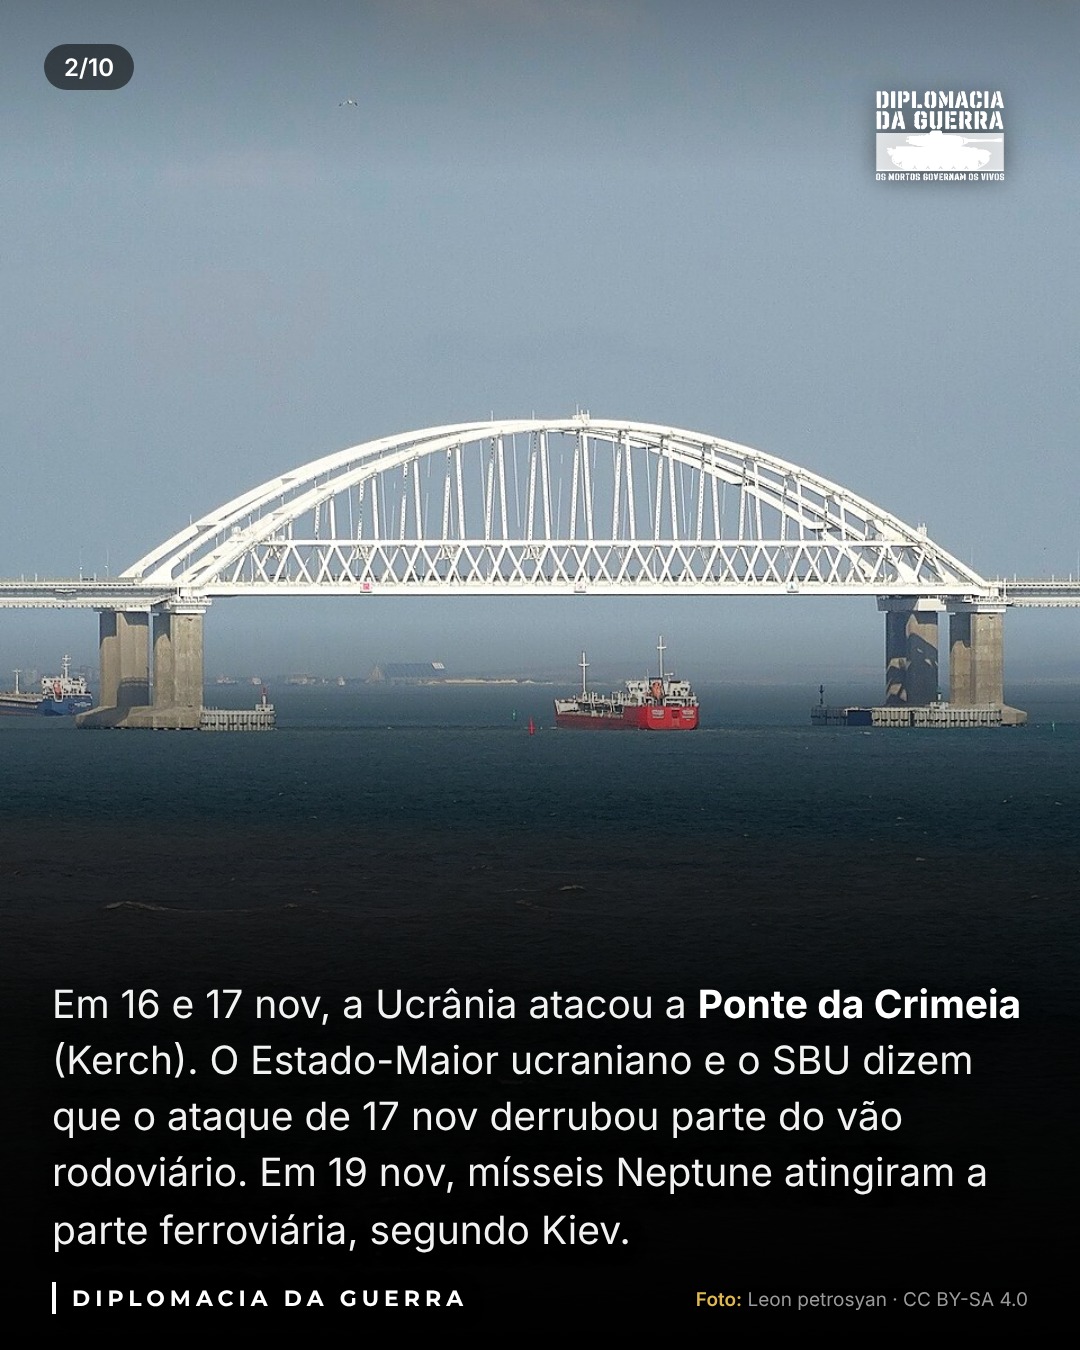 2/10
DIPLOMACIA
DA GUERRA
OS MORTOS GOVERNAM OS VIVOS
Em 16 e 17 nov, a Ucrânia atacou a Ponte da Crimeia
(Kerch). O Estado-Maior ucraniano e o SBU dizem
que o ataque de 17 nov derrubou parte do vão
rodoviário. Em 19 nov, mísseis Neptune atingiram a
parte ferroviária, segundo Kiev.
DIPLOMACIA DA GUERRA
Foto: Leon petrosyan · CC BY-SA 4.0